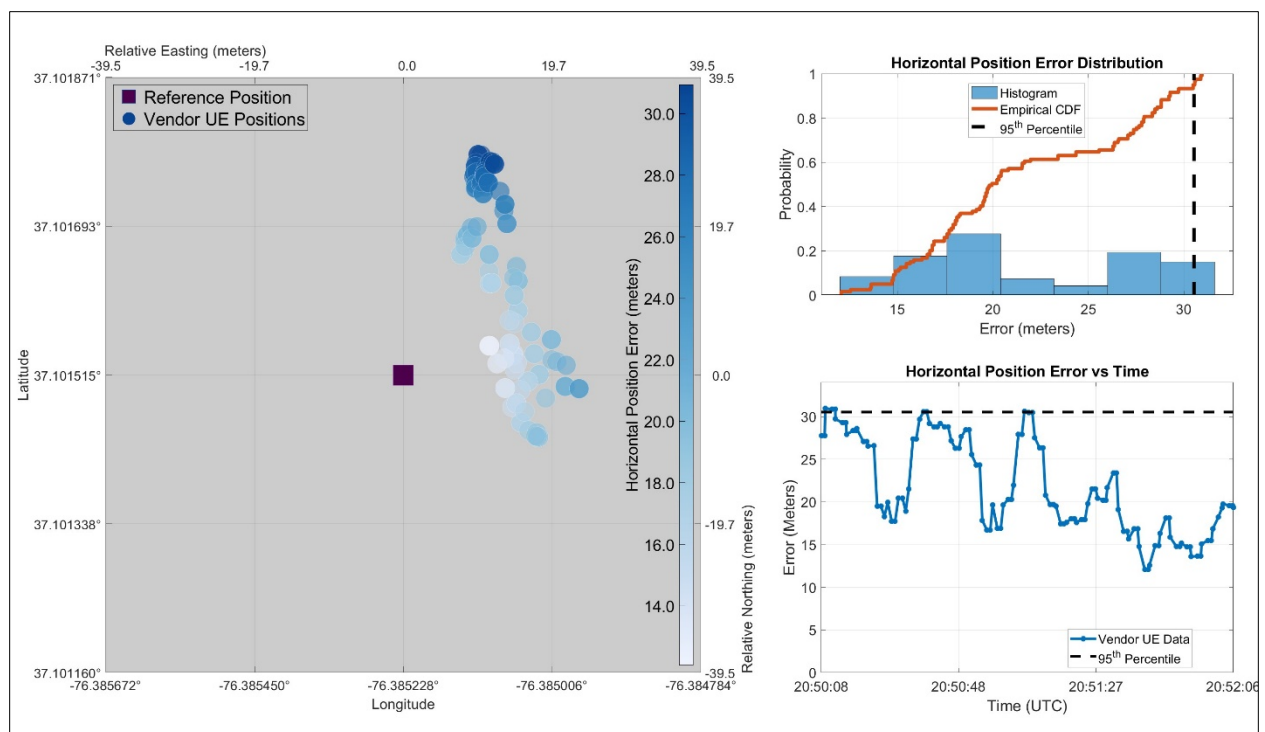 Relative Easting (meters)
-39.5 -19.7 0.0 19.7 39.5
37.101871° 39.5
Reference Position
Vendor UE Positions
30.0
28.0
37.101693° 19.7
26.0
24.0
Horizontal Position Error (meters)
Latitude
22.0
37.101515° 0.0
20.0
18.0
37.101338° -19.7
16.0
Relative Northing (meters)
14.0
37.101160° -39.5
-76.385672° -76.385450° -76.385228° -76.385006° -76.384784°
Longitude
Horizontal Position Error Distribution
1
Histogram
Empirical CDF
95th Percentile
0.8
0.6
Probability
0.4
0.2
0
15 20 25 30
Error (meters)
Horizontal Position Error vs Time
30
25
20
Error (Meters)
15
10
5
Vendor UE Data
95th Percentile
0
20:50:08 20:50:48 20:51:27 20:52:06
Time (UTC)